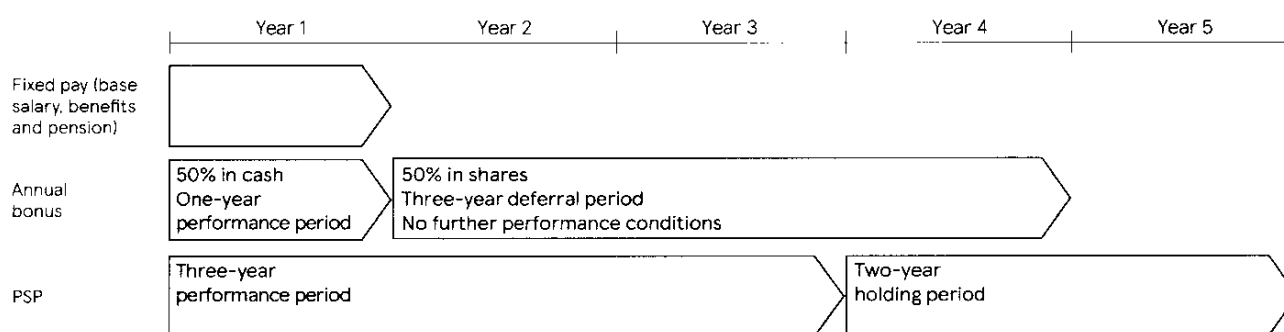 Year 1 Year 2 Year 3 Year 4 Year 5
Fixed pay (base
salary, benefits
and pension)
Annual
bonus
50% in cash
One-year
performance period
50% in shares
Three-year deferral period
No further performance conditions
PSP
Three-year
performance period
Two-year
holding period